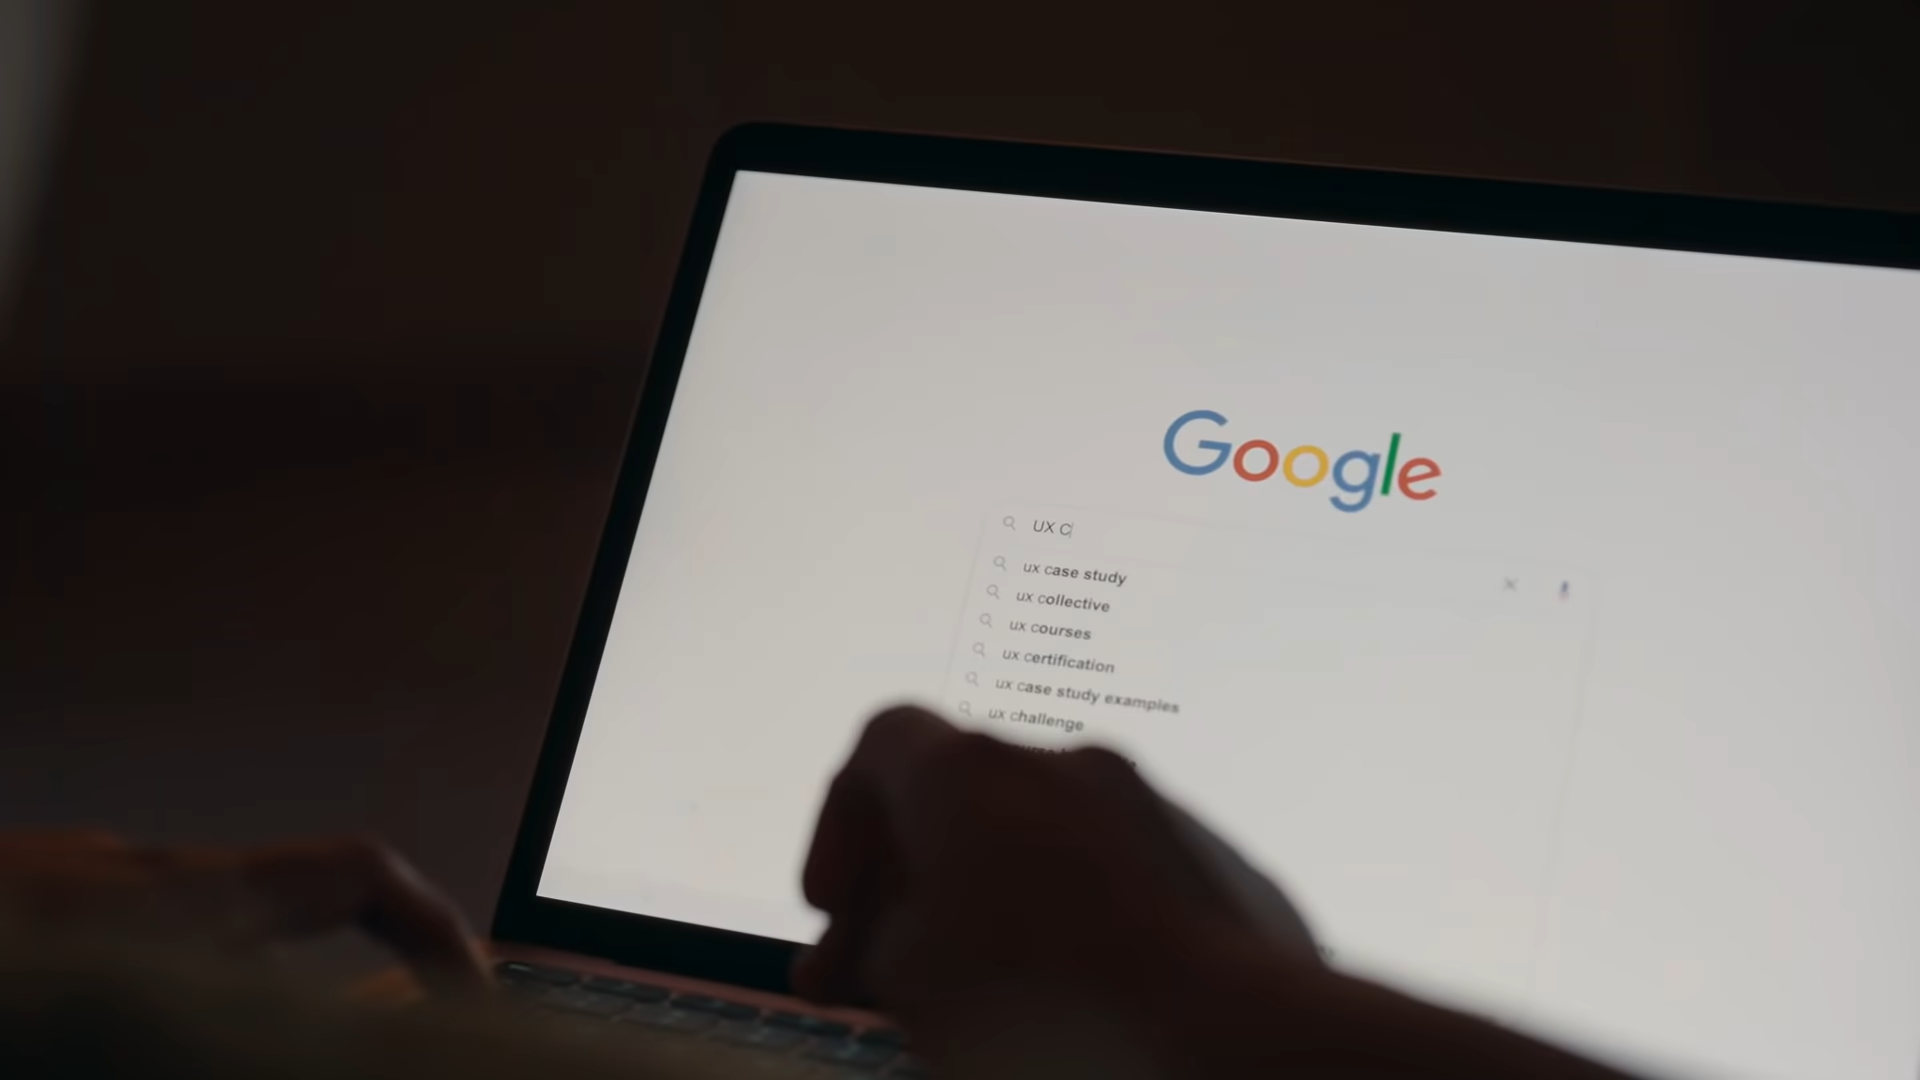 Google
UX C
ux case study
ux collective
ux courses
ux certification
ux case study examples
ux challenge